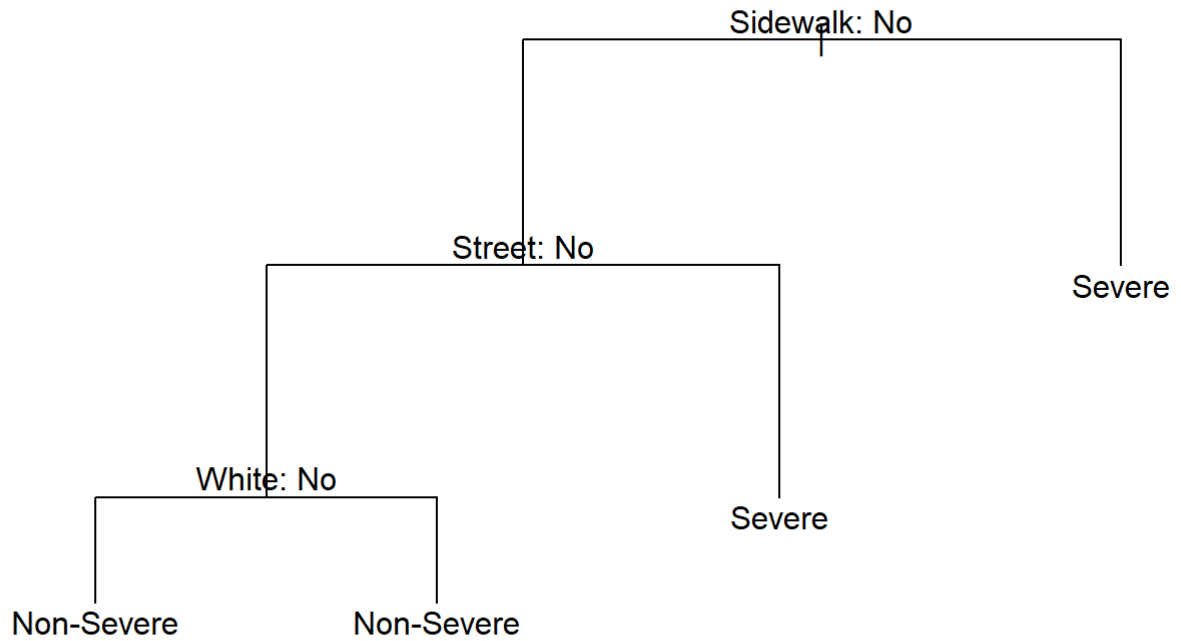 Sidewalk: No
Street: No
Severe
White: No
Severe
Non-Severe
Non-Severe